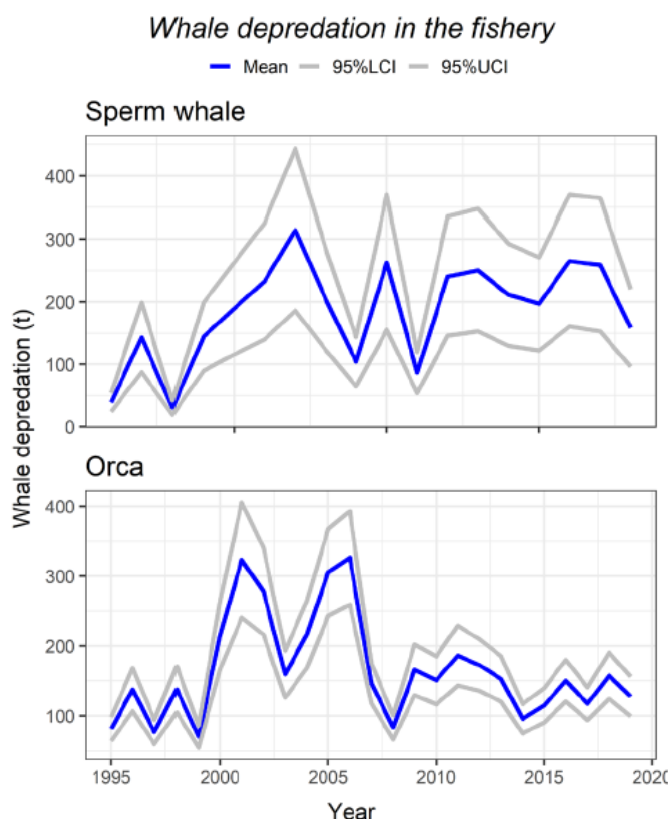 Whale depredation in the fishery
Mean 95%LCI 95%UCI
Sperm whale
400
300
200
100
0
Whale depredation (t)
Orca
400
300
200
100
1995 2000 2005 2010 2015 2020
Year